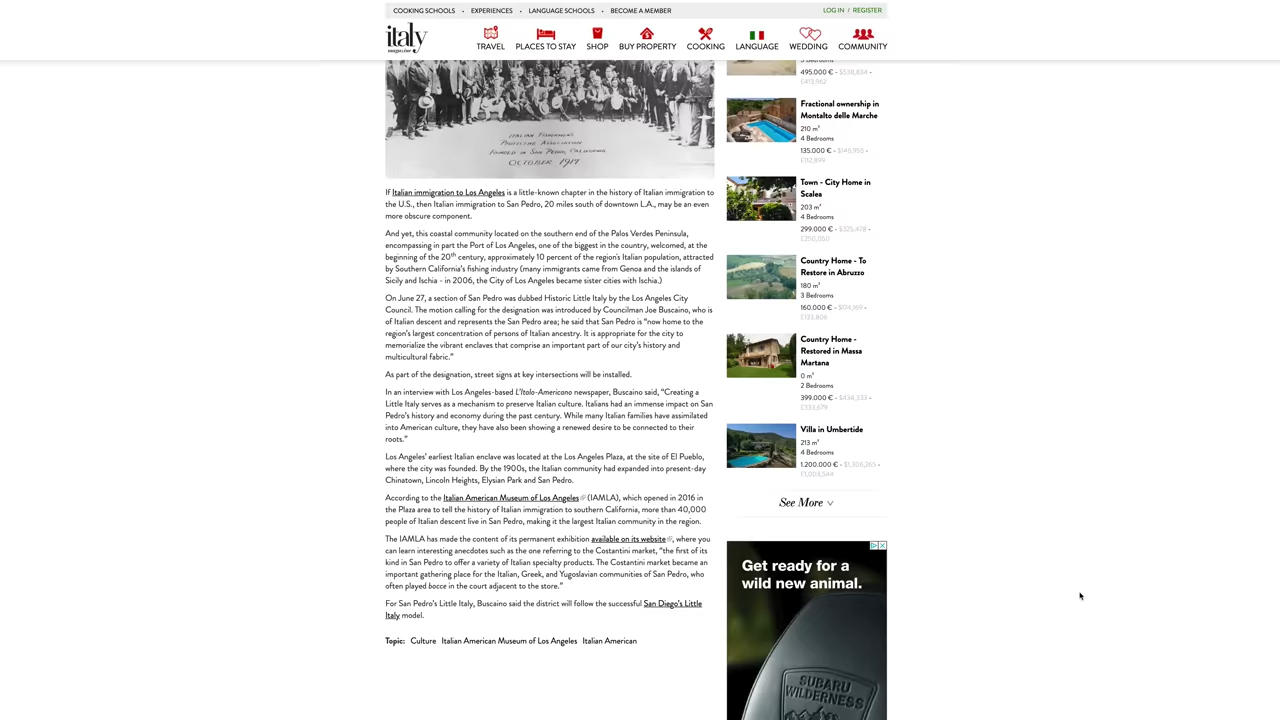 COOKING SCHOOLS • EXPERIENCES • LANGUAGE SCHOOLS • BECOME A MEMBER
LOG IN / REGISTER
italy
magazine
TRAVEL
PLACES TO STAY
SHOP
BUY PROPERTY
COOKING
LANGUAGE
WEDDING
COMMUNITY
ITALIAN FISHERMEN'S
PROTECTIVE ASSOCIATION
FOUNDED IN SAN PEDRO, CALIFORNIA
OCTOBER 1917
If Italian immigration to Los Angeles is a little-known chapter in the history of Italian immigration to
the U.S., then Italian immigration to San Pedro, 20 miles south of downtown L.A., may be an even
more obscure component.
And yet, this coastal community located on the southern end of the Palos Verdes Peninsula,
encompassing in part the Port of Los Angeles, one of the biggest in the country, welcomed, at the
beginning of the 20th century, approximately 10 percent of the region's Italian population, attracted
by Southern California's fishing industry (many immigrants came from Genoa and the islands of
Sicily and Ischia - in 2006, the City of Los Angeles became sister cities with Ischia.)
On June 27, a section of San Pedro was dubbed Historic Little Italy by the Los Angeles City
Council. The motion calling for the designation was introduced by Councilman Joe Buscaino, who is
of Italian descent and represents the San Pedro area; he said that San Pedro is “now home to the
region's largest concentration of persons of Italian ancestry. It is appropriate for the city to
memorialize the vibrant enclaves that comprise an important part of our city's history and
multicultural fabric.”
As part of the designation, street signs at key intersections will be installed.
In an interview with Los Angeles-based L'Italo-Americano newspaper, Buscaino said, “Creating a
Little Italy serves as a mechanism to preserve Italian culture. Italians had an immense impact on San
Pedro's history and economy during the past century. While many Italian families have assimilated
into American culture, they have also been showing a renewed desire to be connected to their
roots.”
Los Angeles' earliest Italian enclave was located at the Los Angeles Plaza, at the site of El Pueblo,
where the city was founded. By the 1900s, the Italian community had expanded into present-day
Chinatown, Lincoln Heights, Elysian Park and San Pedro.
According to the Italian American Museum of Los Angeles (IAMLA), which opened in 2016 in
the Plaza area to tell the history of Italian immigration to southern California, more than 40,000
people of Italian descent live in San Pedro, making it the largest Italian community in the region.
The IAMLA has made the content of its permanent exhibition available on its website, where you
can learn interesting anecdotes such as the one referring to the Costantini market, “the first of its
kind in San Pedro to offer a variety of Italian specialty products. The Costantini market became an
important gathering place for the Italian, Greek, and Yugoslavian communities of San Pedro, who
often played bocce in the court adjacent to the store.”
For San Pedro's Little Italy, Buscaino said the district will follow the successful San Diego's Little
Italy model.
Topic: Culture Italian American Museum of Los Angeles Italian American
495.000 € - $538,834 -
£413,962
Fractional ownership in
Montalto delle Marche
210 m²
4 Bedrooms
135.000 € - $146,955 -
£112,899
Town - City Home in
Scalea
203 m²
4 Bedrooms
299.000 € - $325,478 -
£250,050
Country Home - To
Restore in Abruzzo
180 m²
3 Bedrooms
160.000 € - $174,169 -
£133,806
Country Home -
Restored in Massa
Martana
0 m²
2 Bedrooms
399.000 € - $434,333 -
£333,679
Villa in Umbertide
213 m²
4 Bedrooms
1.200.000 € - $1,306,265 -
£1,003,544
See More
Get ready for a
wild new animal.
SUBARU
WILDERNESS